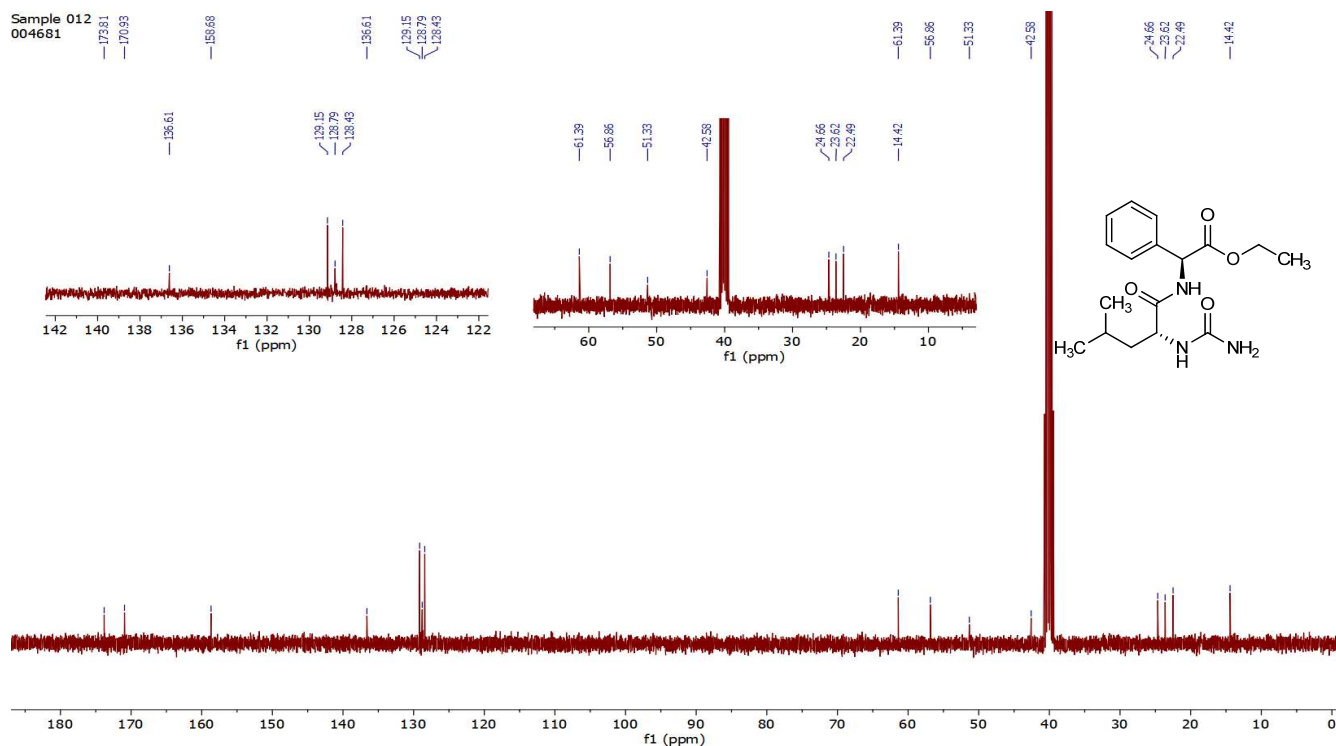 Sample 012
004681
173.81
170.93
158.68
136.61
129.15
128.79
128.43
61.39
56.86
51.33
42.58
24.66
23.62
22.49
14.42
136.61
129.15
128.79
128.43
142 140 138 136 134 132 130 128 126 124 122
f1 (ppm)
61.39
56.86
51.33
42.58
24.66
23.62
22.49
14.42
60 50 40 30 20 10
f1 (ppm)
O
O CH3
O NH
CH3 O
H3C N NH2
H
180 170 160 150 140 130 120 110 100 90 80 70 60 50 40 30 20 10 0
f1 (ppm)